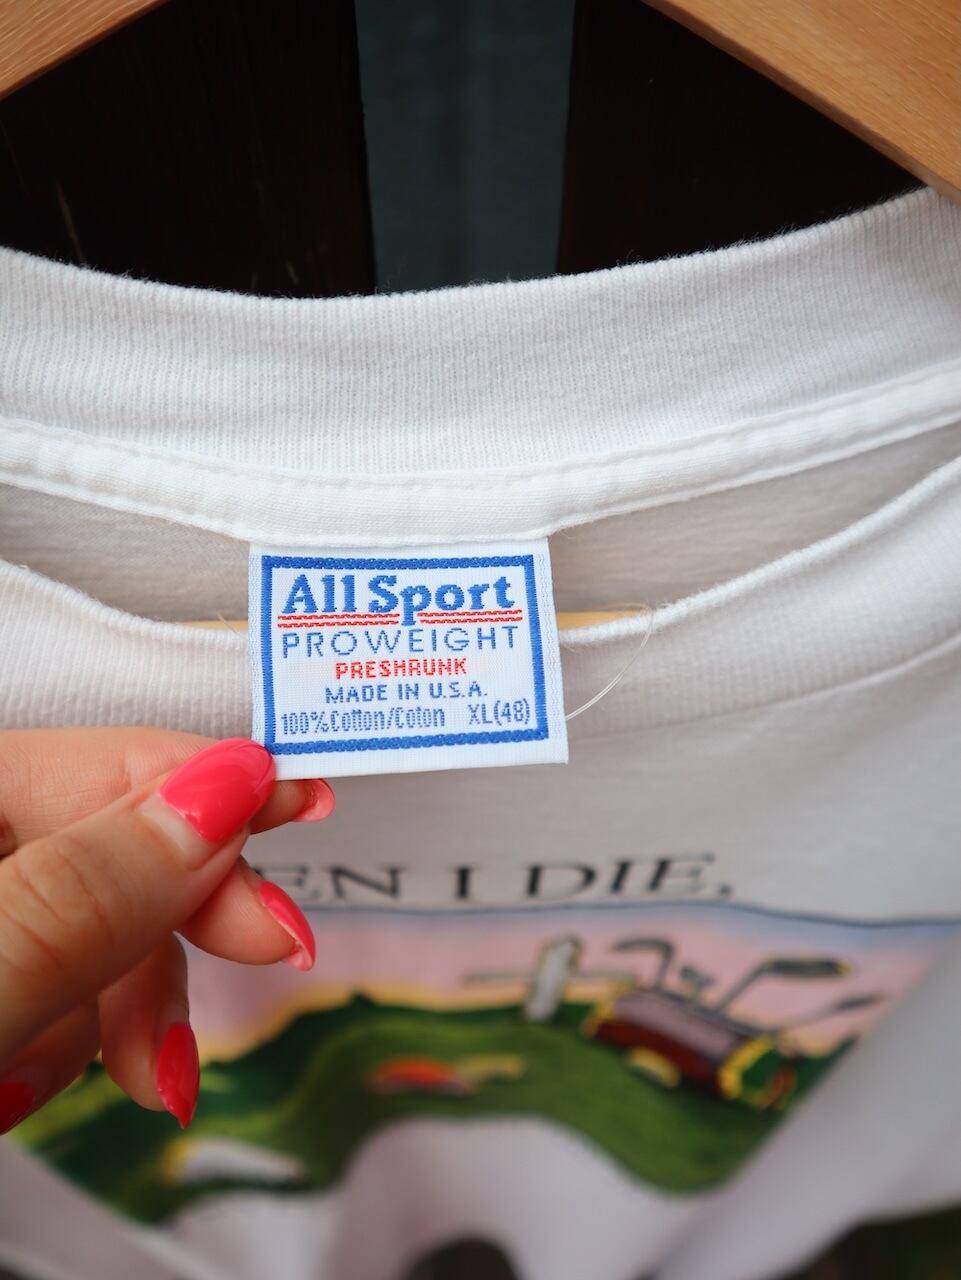 All Sport
PROWEIGHT
PRESHRUNK
MADE IN U.S.A.
100% Cotton/Coton XL(48)
EN I DIE,